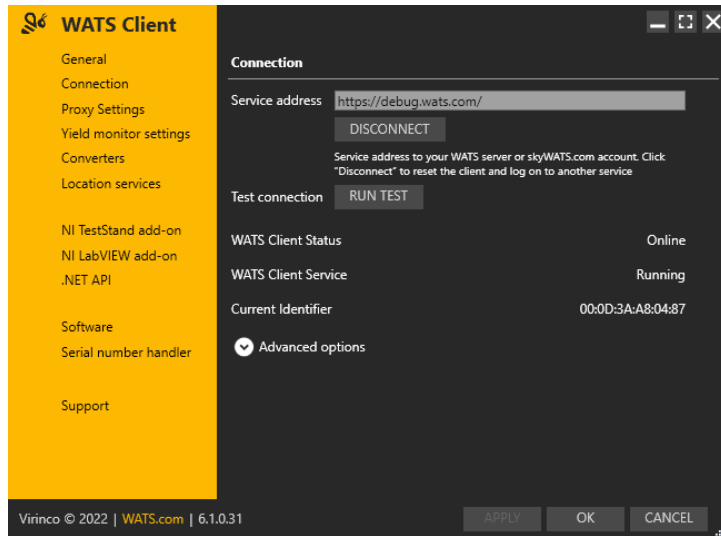 WATS Client
General
Connection
Proxy Settings
Yield monitor settings
Converters
Location services
NI TestStand add-on
NI LabVIEW add-on
.NET API
Software
Serial number handler
Support
Connection
Service address https://debug.wats.com/
DISCONNECT
Service address to your WATS server or skyWATS.com account. Click
"Disconnect" to reset the client and log on to another service
Test connection RUN TEST
WATS Client Status Online
WATS Client Service Running
Current Identifier 00:0D:3A:A8:04:87
Advanced options
Virinco © 2022 | WATS.com | 6.1.0.31
APPLY OK CANCEL